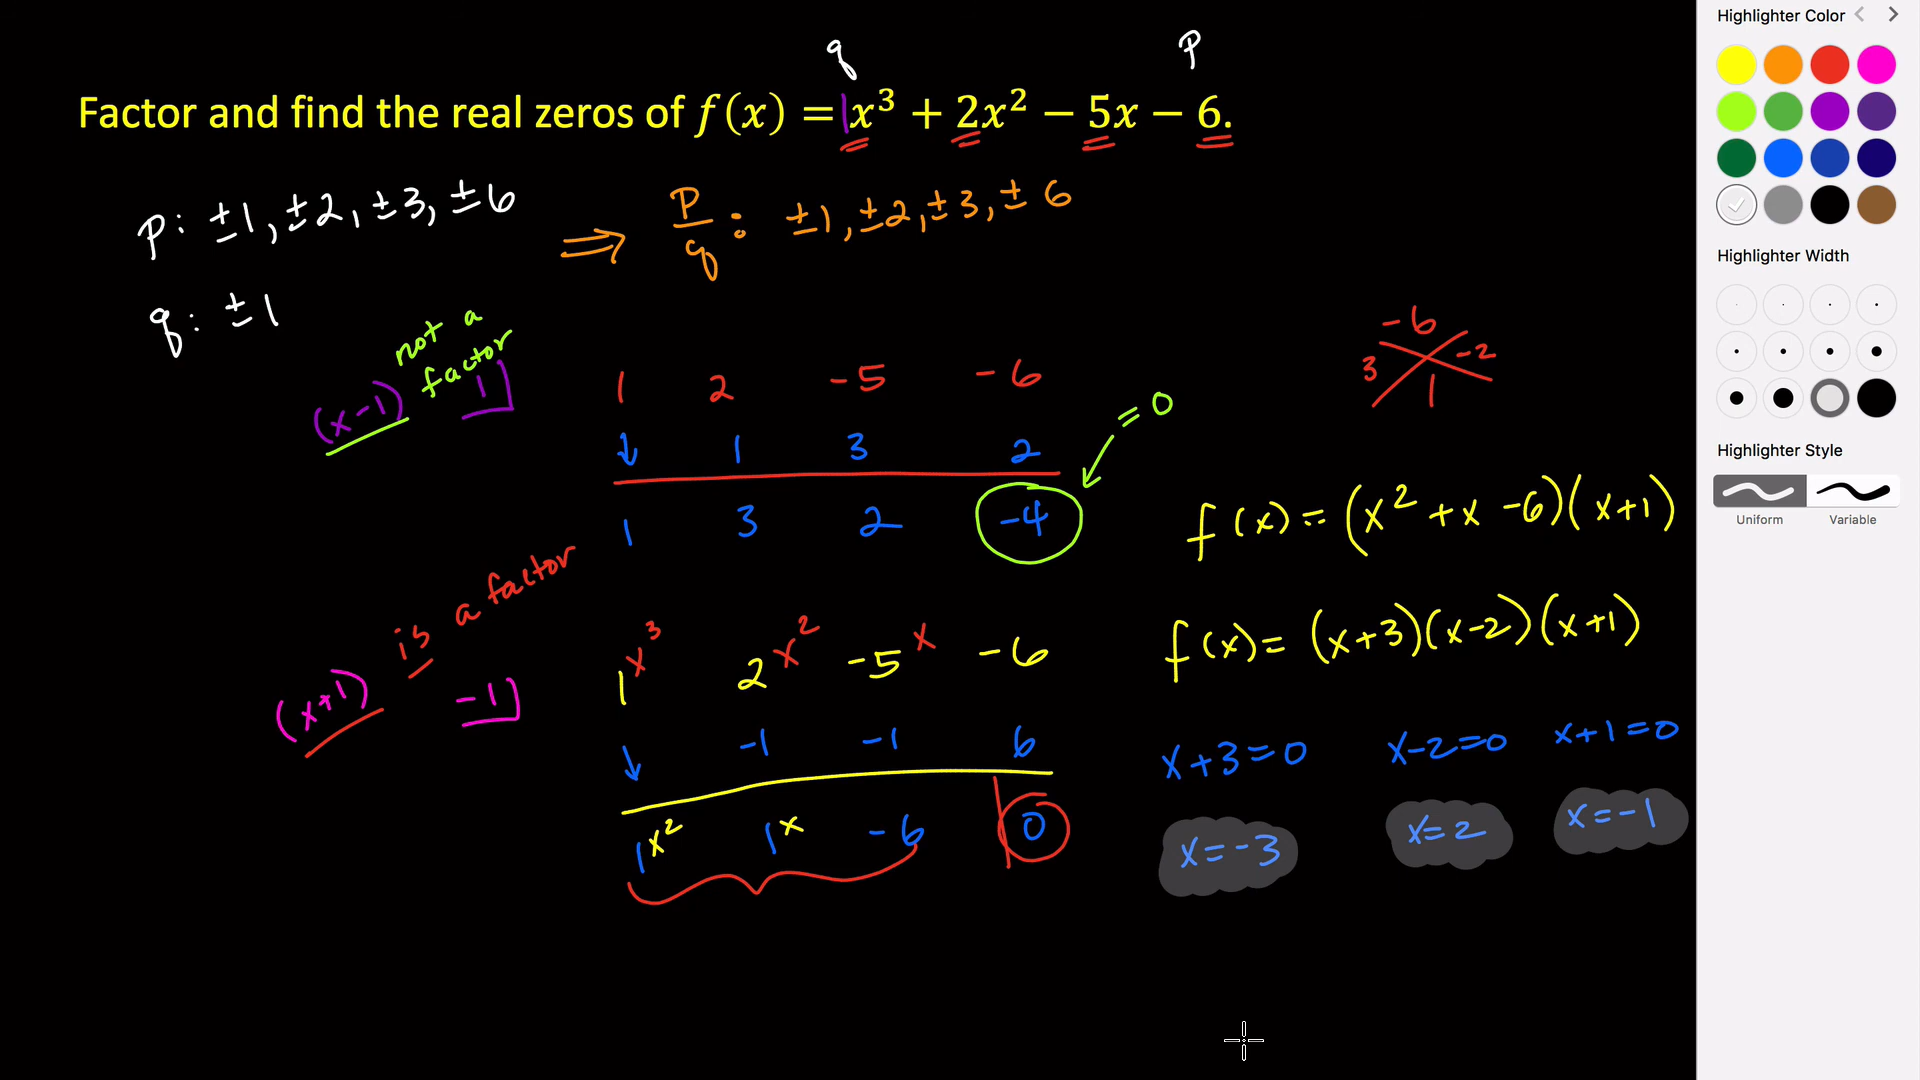 q
p
Factor and find the real zeros of f(x) = 1x³ + 2x² − 5x − 6.
p: ±1, ±2, ±3, ±6
⇒ p/q : ±1, ±2, ±3, ±6
q: ±1
(x-1) not a factor
1
1 2 -5 -6
↓ 1 3 2
1 3 2 -4
= 0
-6
3 -2
1
f(x) = (x² + x - 6)(x+1)
(x+1) is a factor
-1
1x³ 2x² -5x -6
↓ -1 -1 6
1x² 1x -6 0
f(x) = (x+3)(x-2)(x+1)
x+3=0 x-2=0 x+1=0
x=-3 x=2 x=-1
Highlighter Color
Highlighter Width
Highlighter Style
Uniform Variable